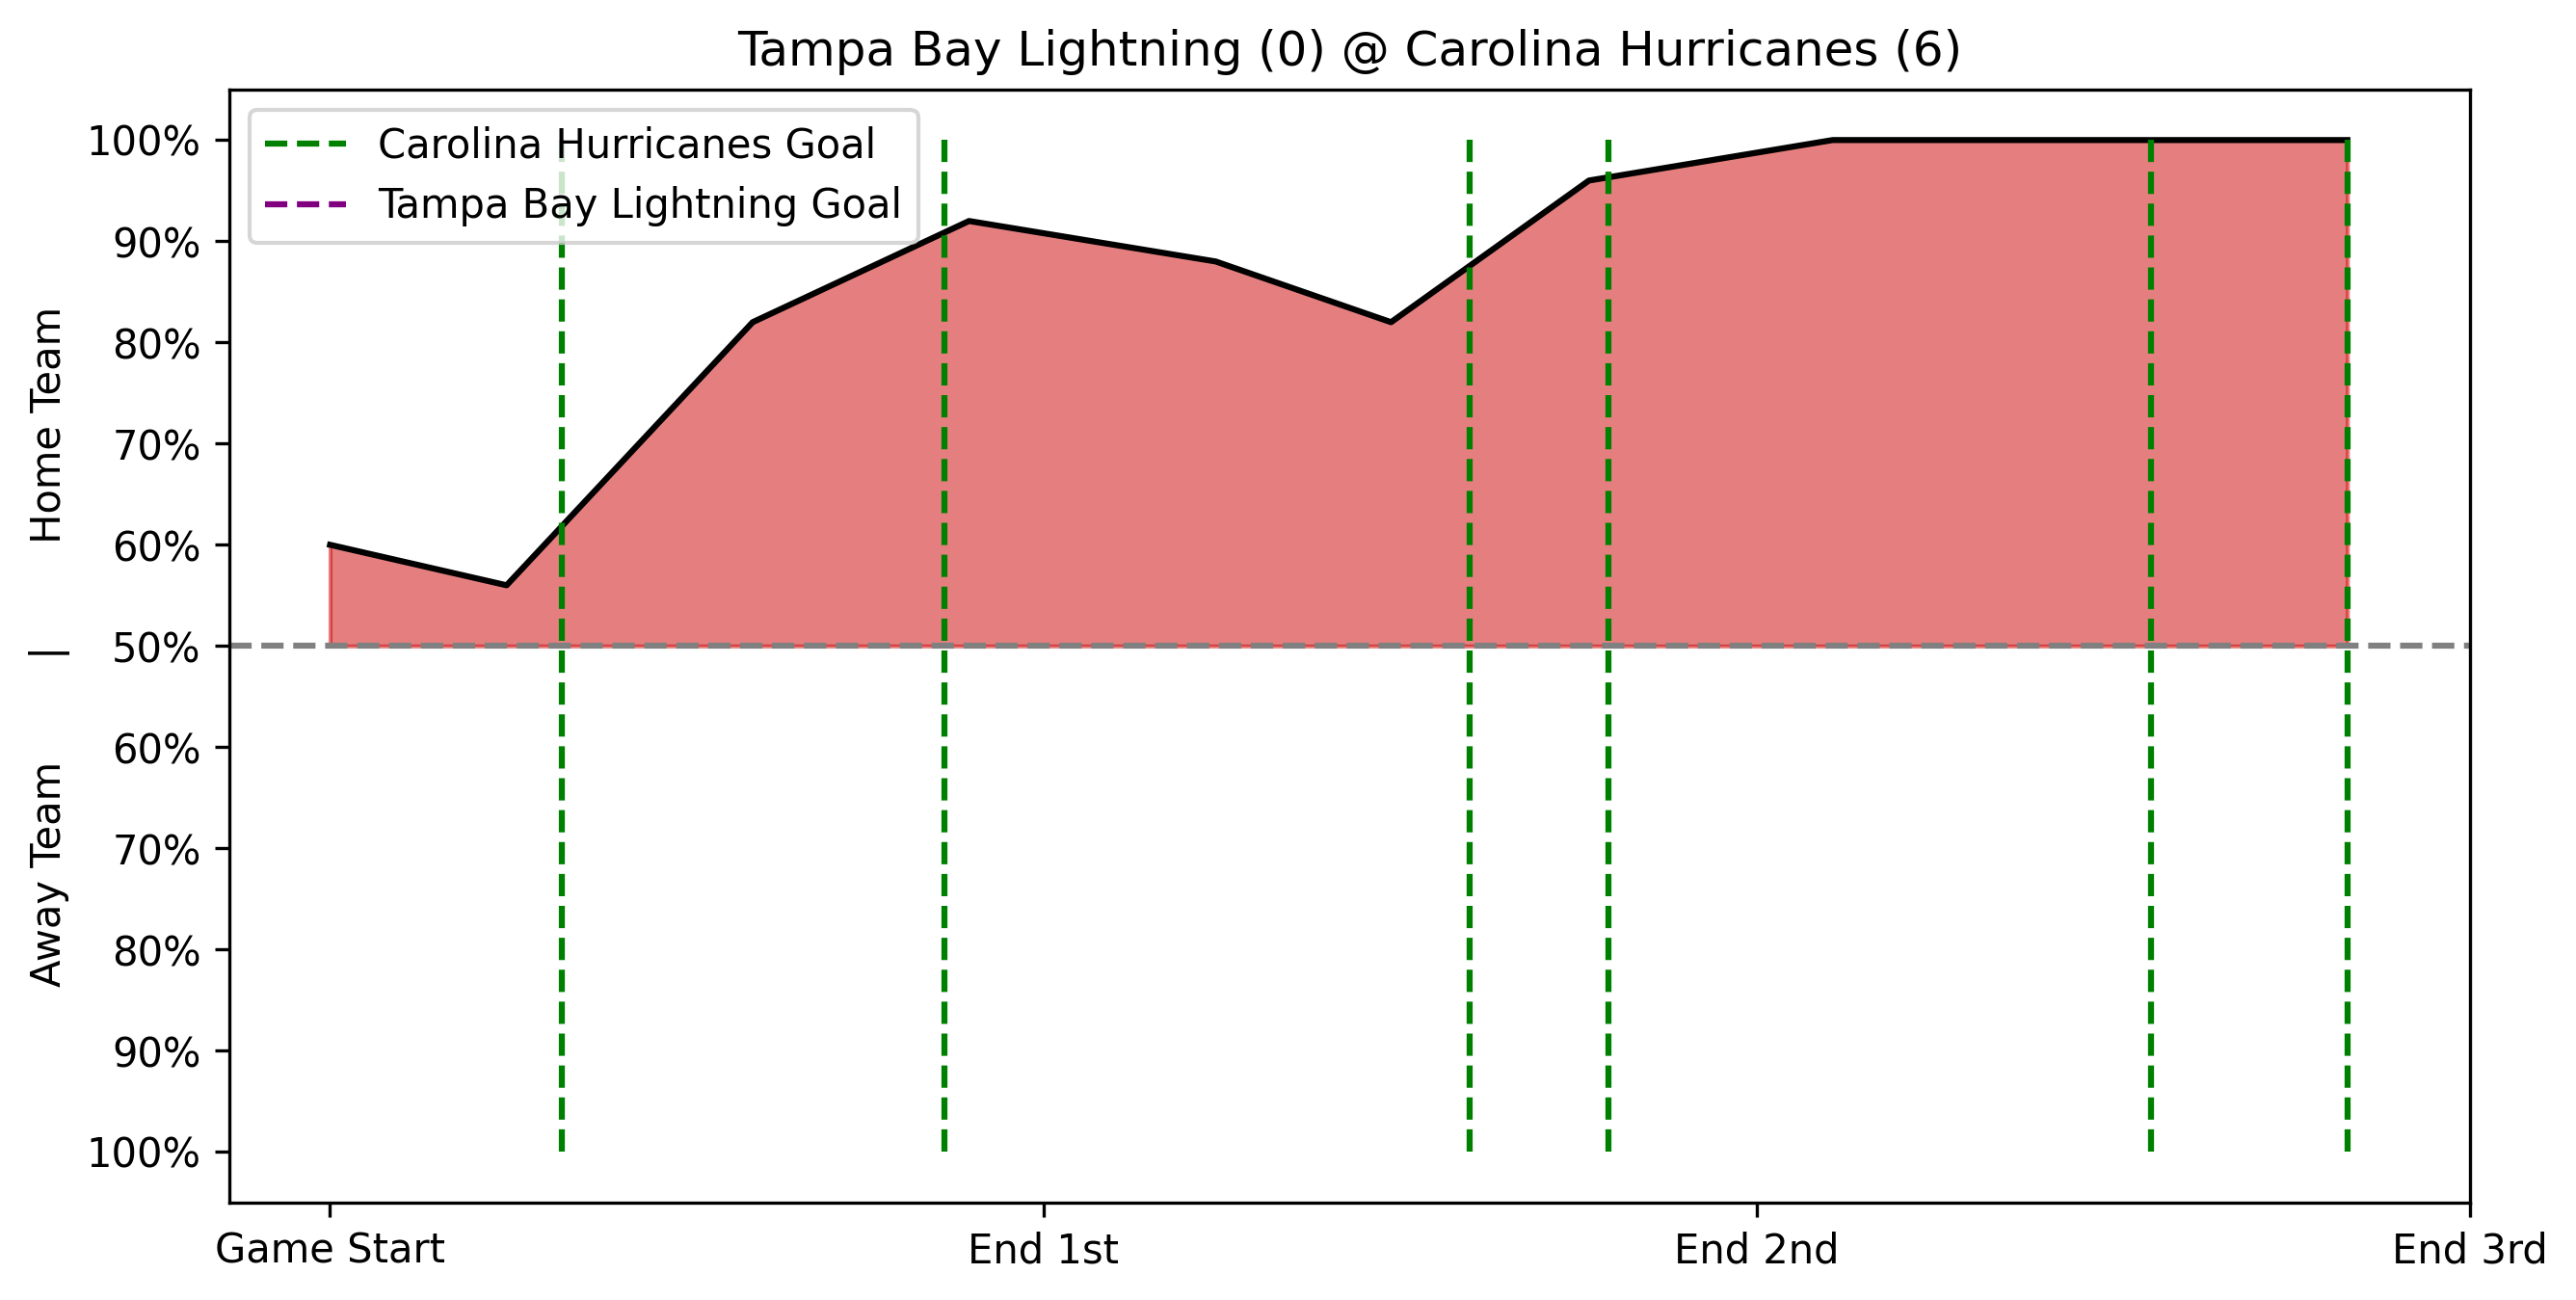 Tampa Bay Lightning (0) @ Carolina Hurricanes (6)
Carolina Hurricanes Goal
Tampa Bay Lightning Goal
100%
90%
80%
70%
60%
50%
60%
70%
80%
90%
100%
Away Team | Home Team
Game Start
End 1st
End 2nd
End 3rd